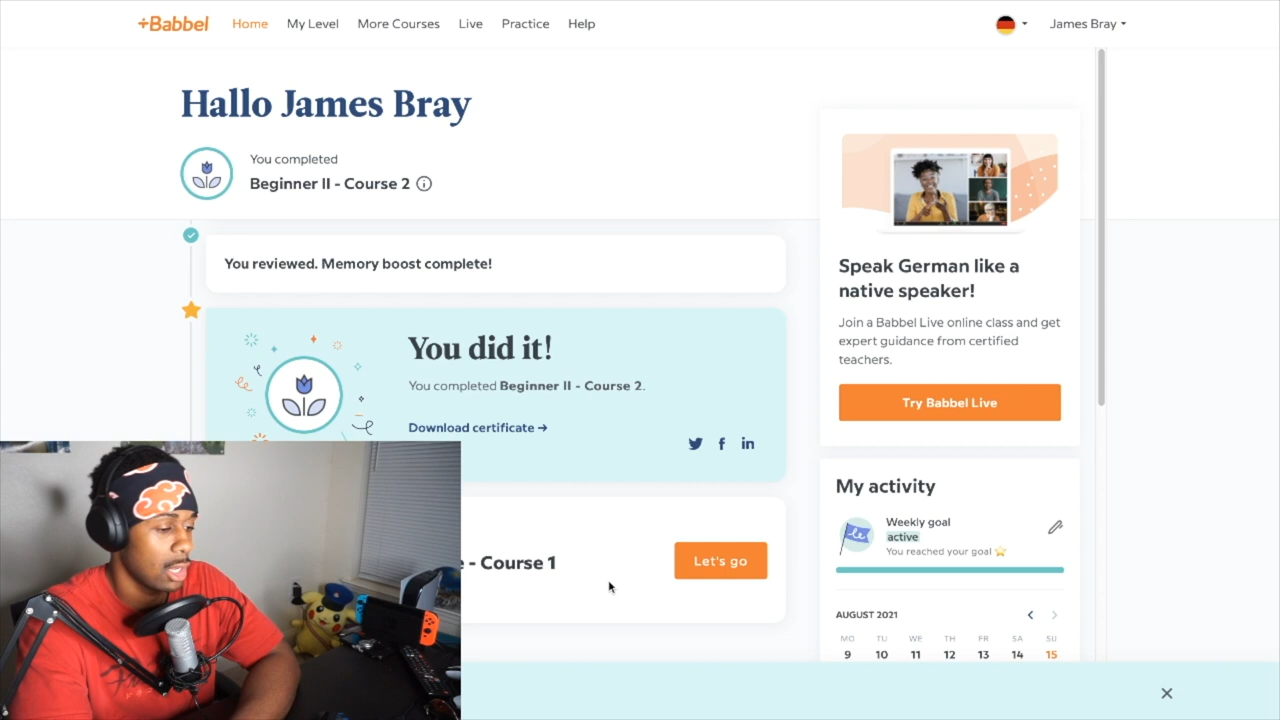 +Babbel Home My Level More Courses Live Practice Help James Bray
Hallo James Bray
You completed
Beginner II - Course 2
You reviewed. Memory boost complete!
You did it!
You completed Beginner II - Course 2.
Download certificate →
- Course 1
Let's go
Speak German like a
native speaker!
Join a Babbel Live online class and get
expert guidance from certified
teachers.
Try Babbel Live
My activity
Weekly goal
active
You reached your goal
AUGUST 2021
MO TU WE TH FR SA SU
9 10 11 12 13 14 15